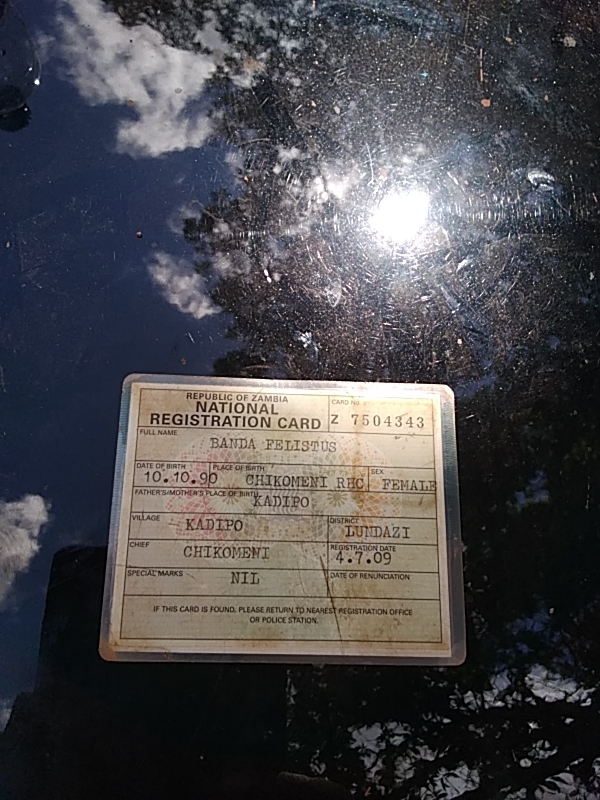 REPUBLIC OF ZAMBIA
NATIONAL
REGISTRATION CARD
CARD No.
Z 7504343
FULL NAME
BANDA FELISTUS
DATE OF BIRTH
10.10.90
PLACE OF BIRTH
CHIKOMENI RHC
SEX
FEMALE
FATHER'S/MOTHER'S PLACE OF BIRTH
KADIPO
VILLAGE
KADIPO
DISTRICT
LUNDAZI
CHIEF
CHIKOMENI
REGISTRATION DATE
4.7.09
SPECIAL MARKS
NIL
DATE OF RENUNCIATION
IF THIS CARD IS FOUND, PLEASE RETURN TO NEAREST REGISTRATION OFFICE
OR POLICE STATION.